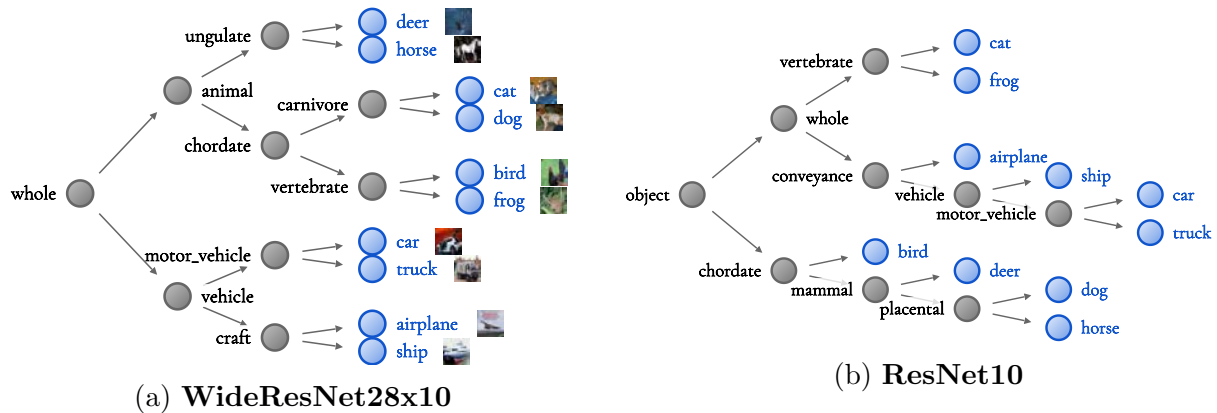 deer
ungulate
horse
animal
cat
carnivore
dog
chordate
bird
vertebrate
frog
whole
car
motor_vehicle
truck
vehicle
airplane
craft
ship
(a) WideResNet28x10
cat
vertebrate
frog
whole
airplane
conveyance
ship
vehicle
object
car
motor_vehicle
truck
bird
chordate
deer
mammal
dog
placental
horse
(b) ResNet10